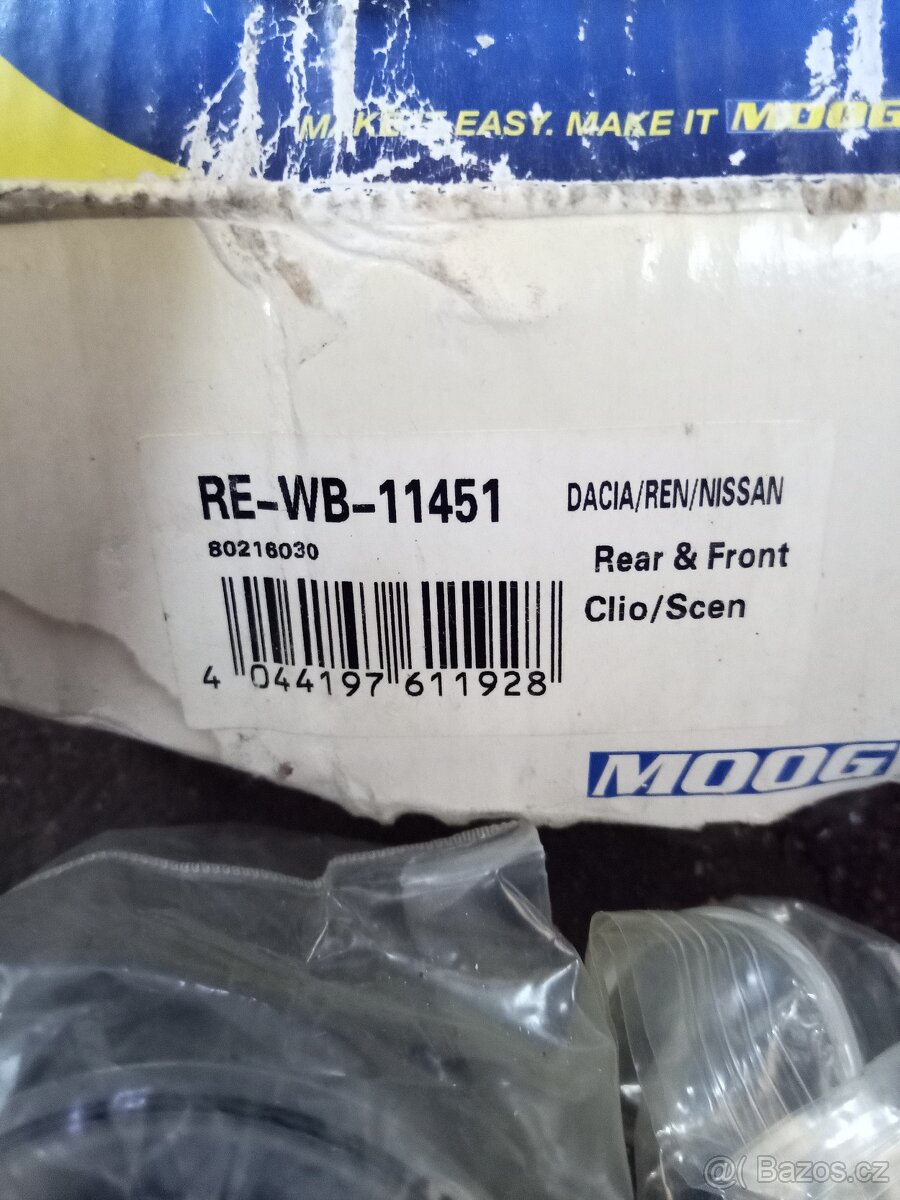 MAKE IT EASY. MAKE IT MOOG
RE-WB-11451
DACIA/REN/NISSAN
80216030
Rear & Front
Clio/Scen
4 044197 611928
MOOG
@( Bazos.cz